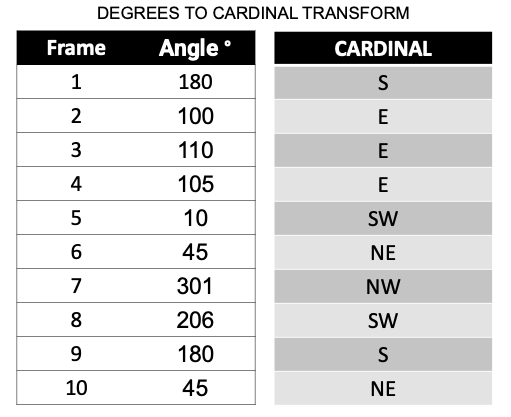 DEGREES TO CARDINAL TRANSFORM
Frame Angle ° CARDINAL
1 180 S
2 100 E
3 110 E
4 105 E
5 10 SW
6 45 NE
7 301 NW
8 206 SW
9 180 S
10 45 NE